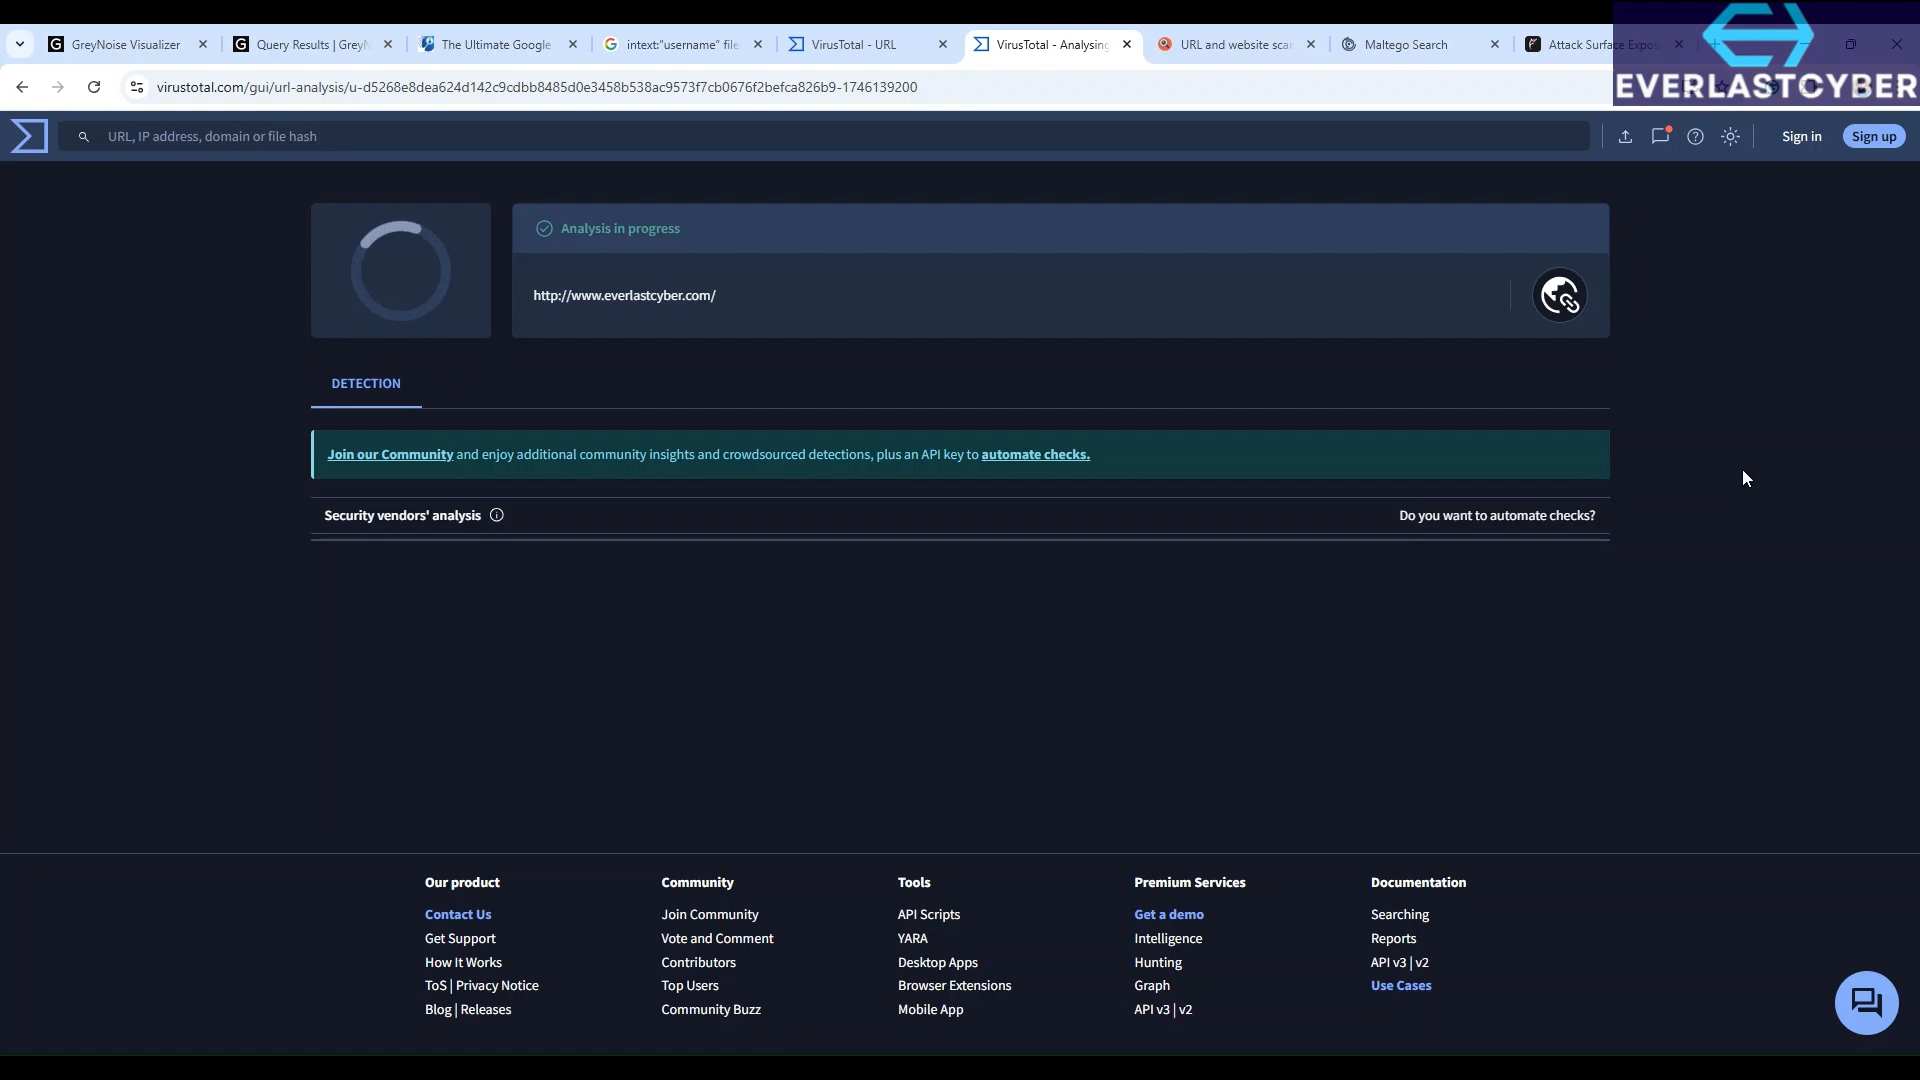 GreyNoise Visualizer
Query Results | GreyN
The Ultimate Google
intext:"username" file
VirusTotal - URL
VirusTotal - Analysing
URL and website scan
Maltego Search
Attack Surface Expos
EVERLASTCYBER
virustotal.com/gui/url-analysis/u-d5268e8dea624d142c9cdbb8485d0e3458b538ac9573f7cb0676f2befca826b9-1746139200
URL, IP address, domain or file hash
Sign in
Sign up
Analysis in progress
http://www.everlastcyber.com/
DETECTION
Join our Community and enjoy additional community insights and crowdsourced detections, plus an API key to automate checks.
Security vendors' analysis
Do you want to automate checks?
Our product
Contact Us
Get Support
How It Works
ToS | Privacy Notice
Blog | Releases
Community
Join Community
Vote and Comment
Contributors
Top Users
Community Buzz
Tools
API Scripts
YARA
Desktop Apps
Browser Extensions
Mobile App
Premium Services
Get a demo
Intelligence
Hunting
Graph
API v3 | v2
Documentation
Searching
Reports
API v3 | v2
Use Cases